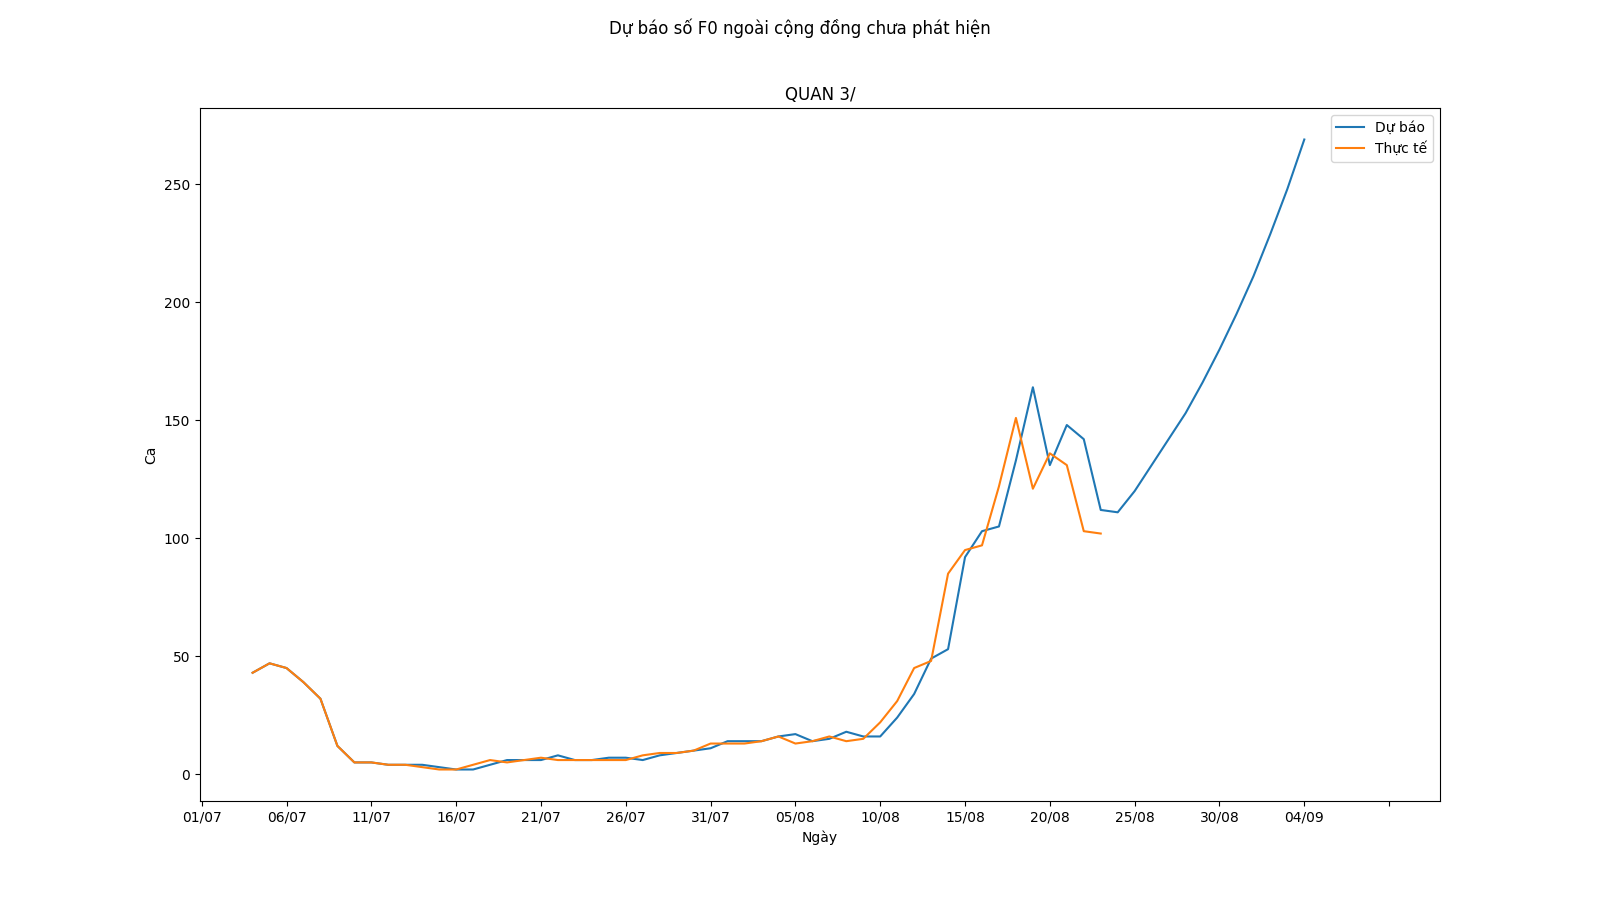 Dự báo số F0 ngoài cộng đồng chưa phát hiện
QUAN 3/
Dự báo
Thực tế
250
200
150
100
50
0
Ca
01/07 06/07 11/07 16/07 21/07 26/07 31/07 05/08 10/08 15/08 20/08 25/08 30/08 04/09
Ngày